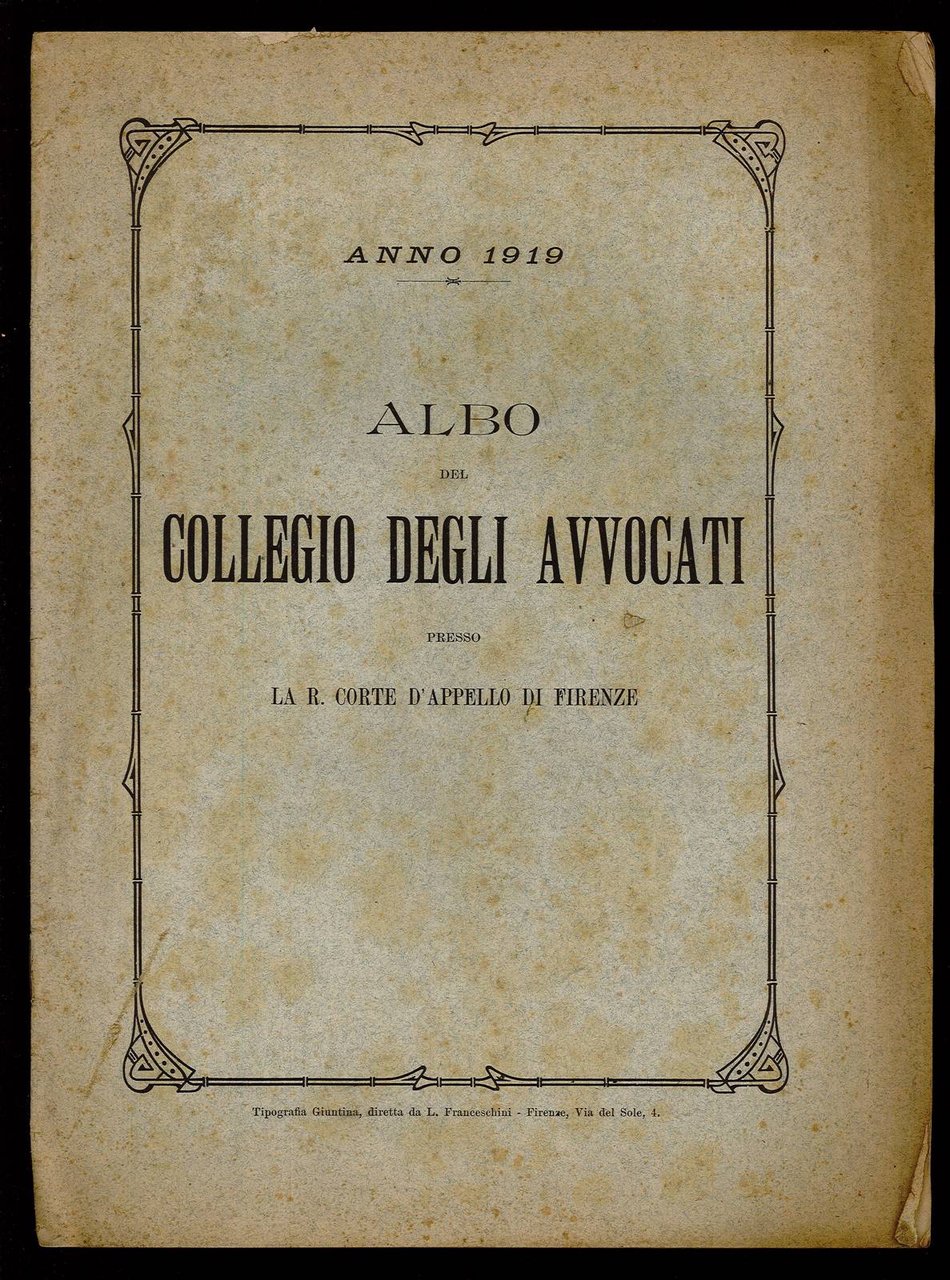 ANNO 1919
ALBO
DEL
COLLEGIO DEGLI AVVOCATI
PRESSO
LA R. CORTE D'APPELLO DI FIRENZE
Tipografia Giuntina, diretta da L. Franceschini - Firenze, Via del Sole, 4.